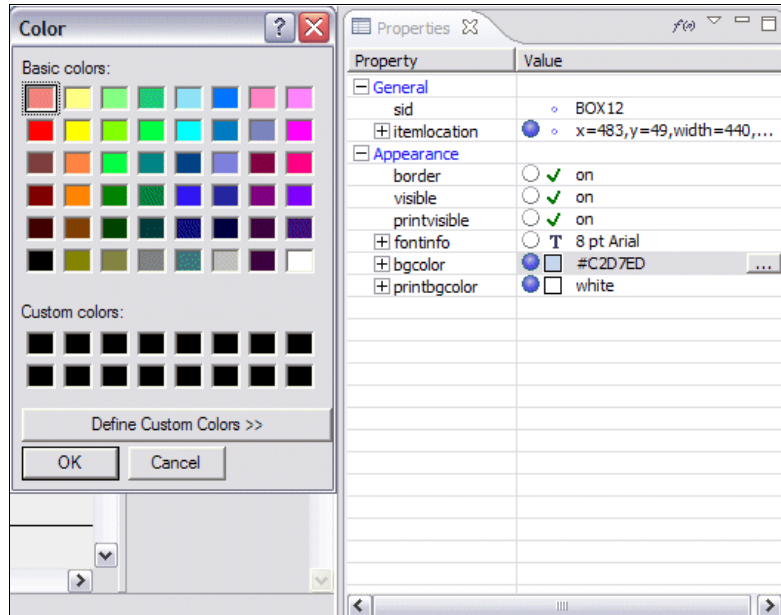 Color
?
Basic colors:
Custom colors:
Define Custom Colors >>
OK Cancel
Properties
f(x)
Property Value
General
sid BOX12
itemlocation x=483,y=49,width=440,...
Appearance
border on
visible on
printvisible on
fontinfo T 8 pt Arial
bgcolor #C2D7ED ...
printbgcolor white